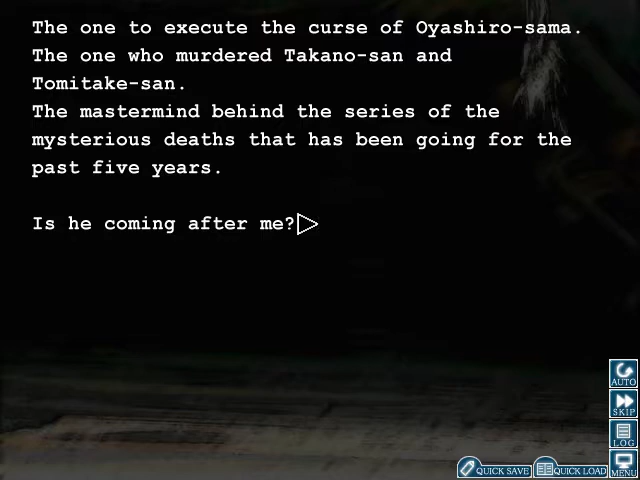 The one to execute the curse of Oyashiro-sama.
The one who murdered Takano-san and
Tomitake-san.
The mastermind behind the series of the
mysterious deaths that has been going for the
past five years.
Is he coming after me?
AUTO
SKIP
LOG
QUICK SAVE
QUICK LOAD
MENU